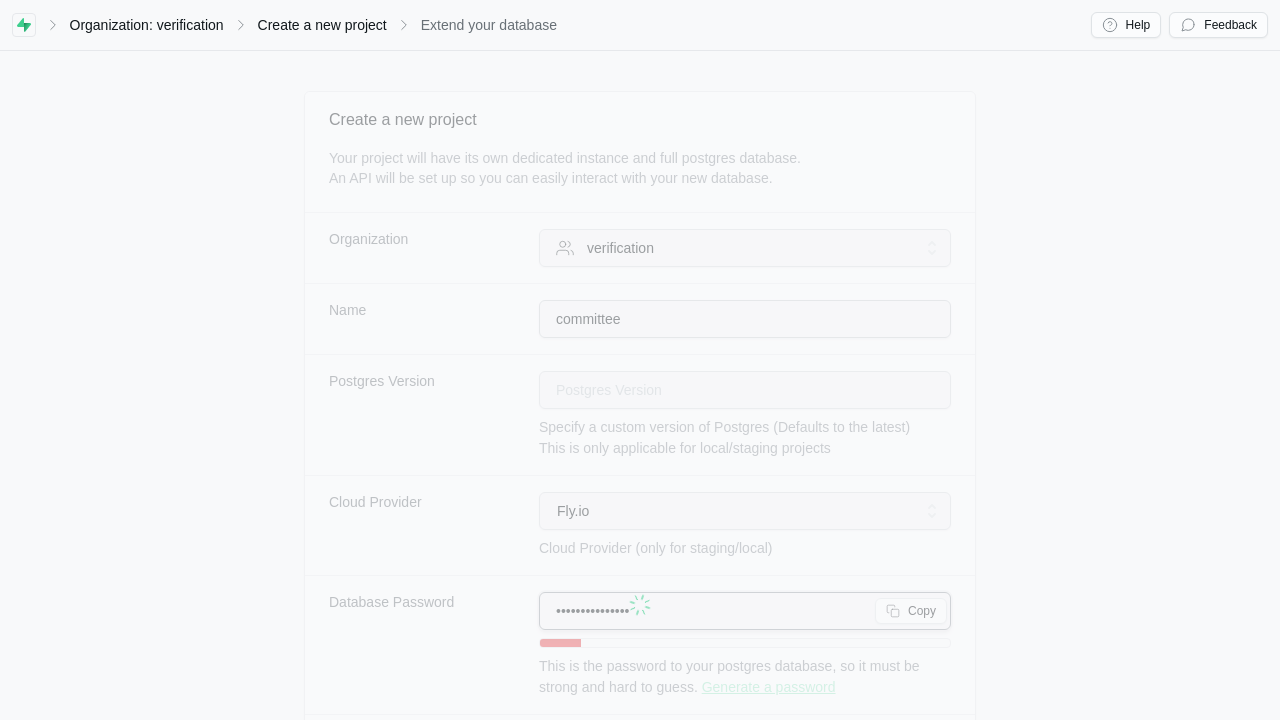 Organization: verification
Create a new project
Extend your database
Help
Feedback
Create a new project
Your project will have its own dedicated instance and full postgres database.
An API will be set up so you can easily interact with your new database.
Organization
verification
Name
committee
Postgres Version
Postgres Version
Specify a custom version of Postgres (Defaults to the latest)
This is only applicable for local/staging projects
Cloud Provider
Fly.io
Cloud Provider (only for staging/local)
Database Password
•••••••••••••••
Copy
This is the password to your postgres database, so it must be
strong and hard to guess. Generate a password